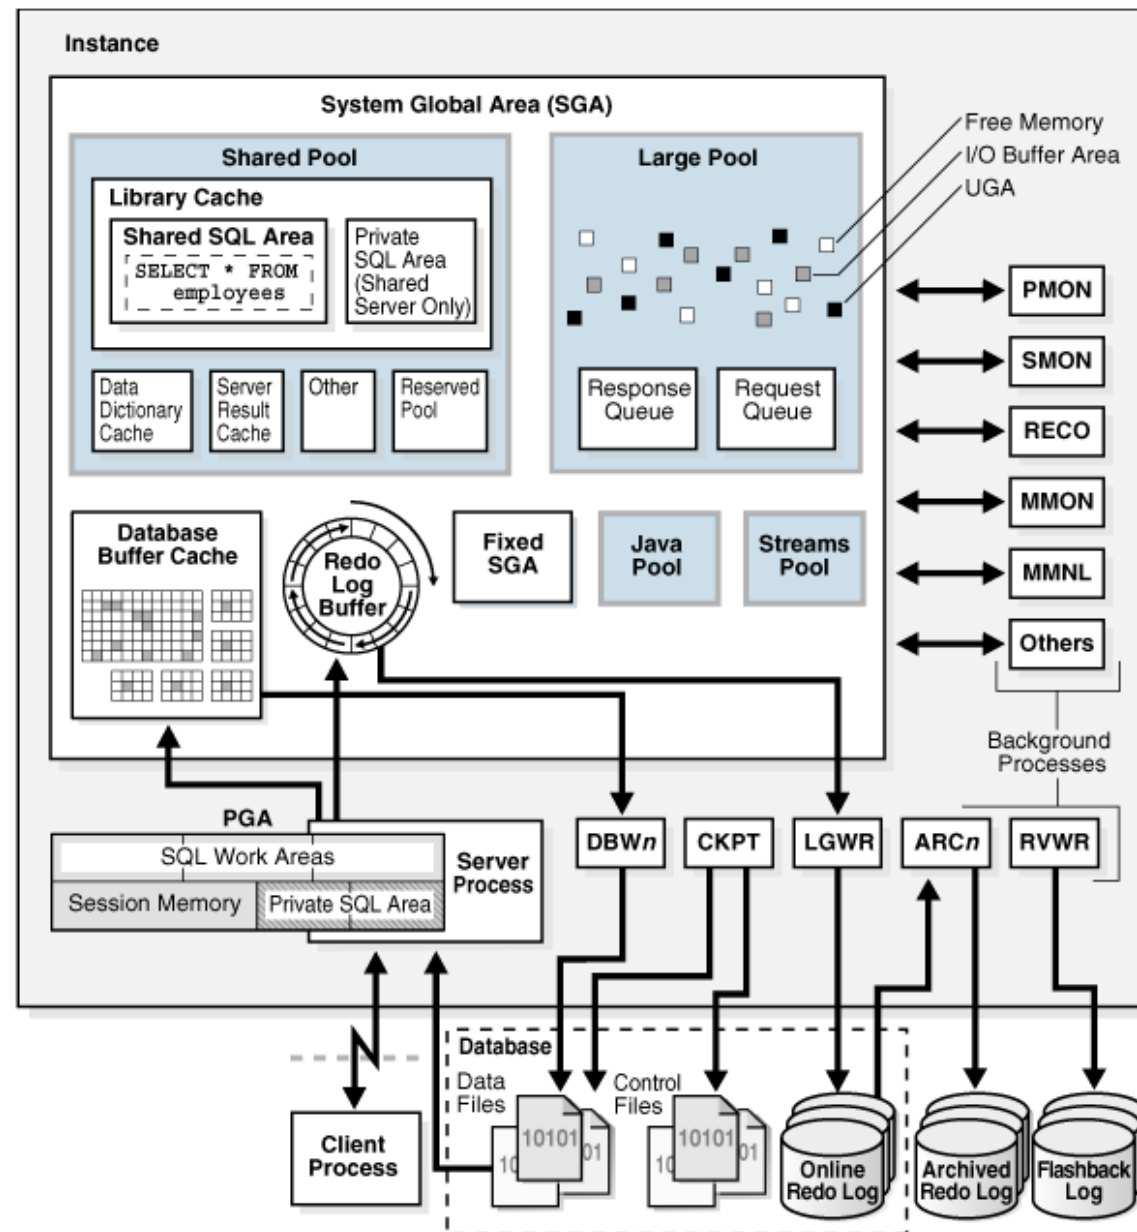 Instance
System Global Area (SGA)
Shared Pool
Library Cache
Shared SQL Area
SELECT * FROM
employees
Private
SQL Area
(Shared
Server Only)
Data
Dictionary
Cache
Server
Result
Cache
Other
Reserved
Pool
Large Pool
Response
Queue
Request
Queue
Free Memory
I/O Buffer Area
UGA
Database
Buffer Cache
Redo
Log
Buffer
Fixed
SGA
Java
Pool
Streams
Pool
PMON
SMON
RECO
MMON
MMNL
Others
Background
Processes
PGA
SQL Work Areas
Session Memory
Private SQL Area
Server
Process
DBWn
CKPT
LGWR
ARCn
RVWR
Client
Process
Database
Data
Files
10
10101
01
Control
Files
10
10101
01
Online
Redo Log
Archived
Redo Log
Flashback
Log